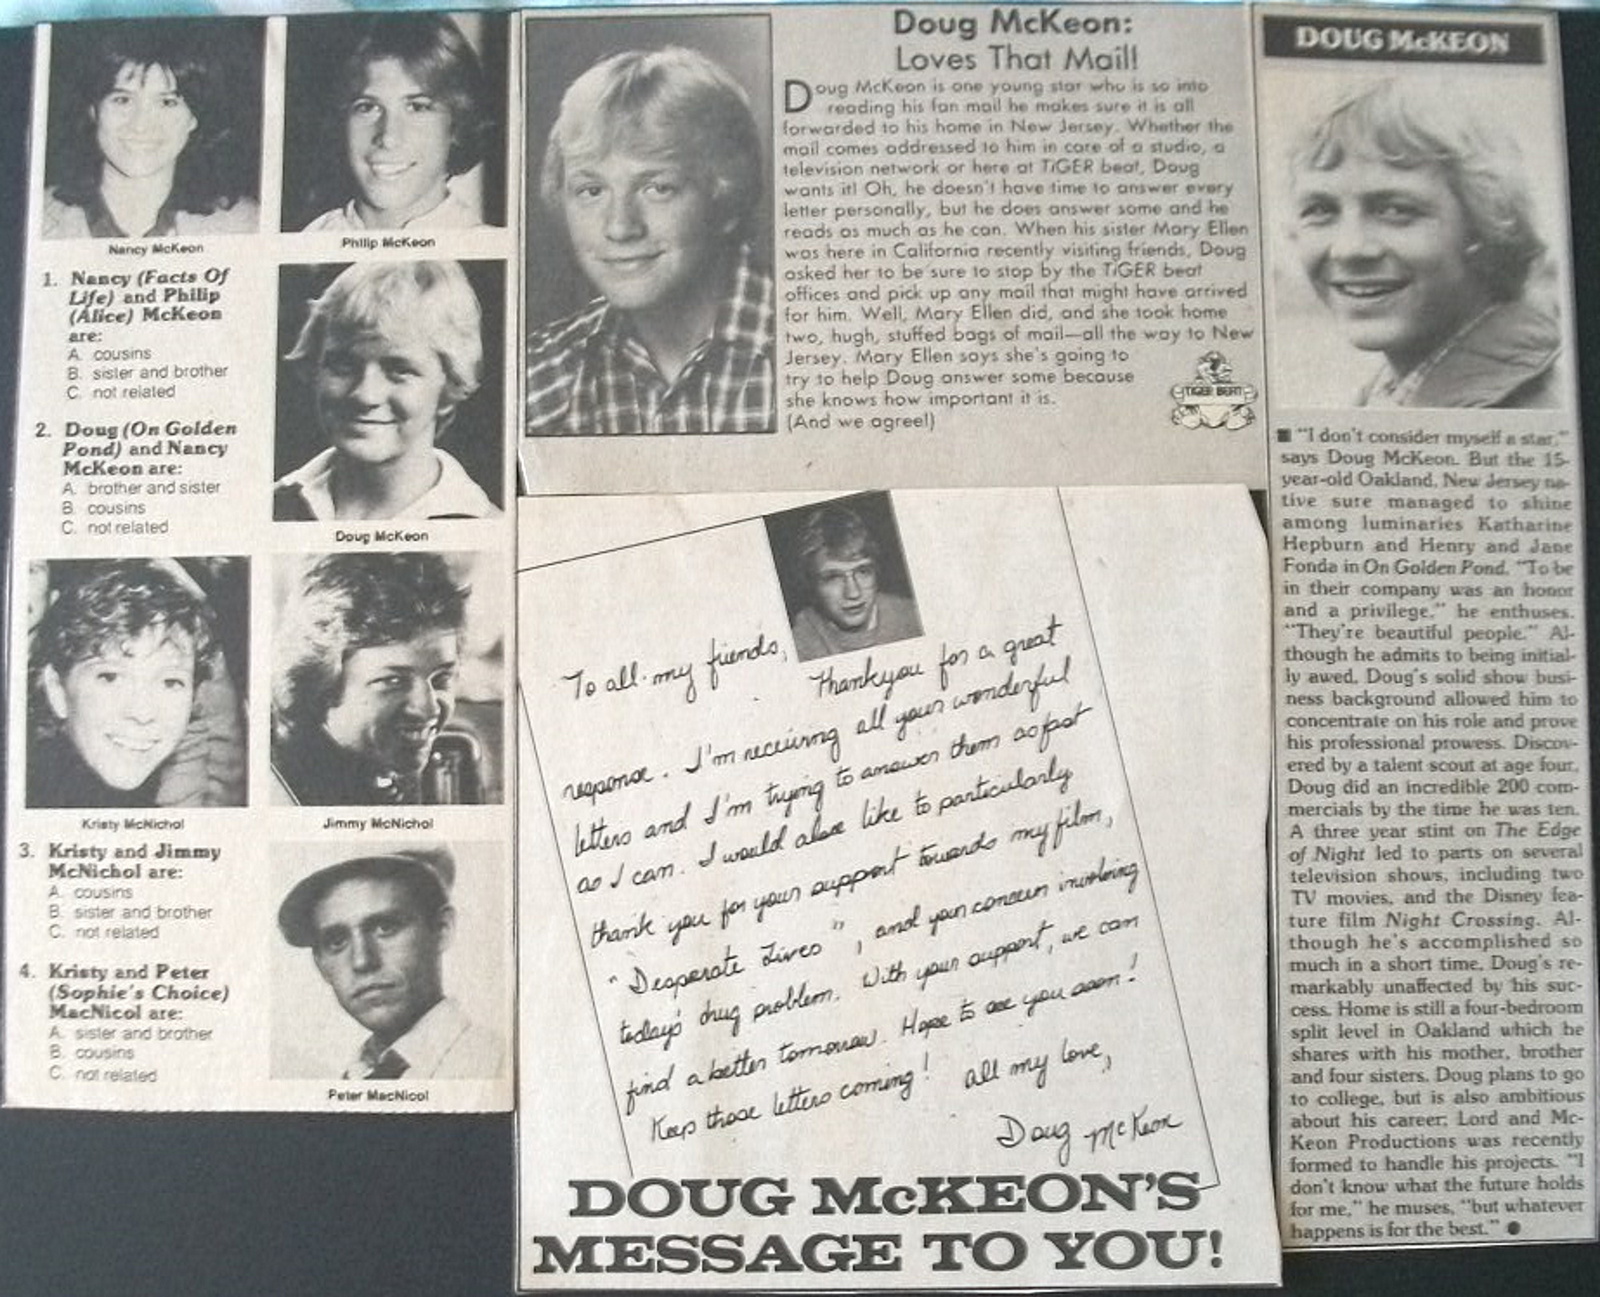 Nancy McKeon
Philip McKeon
1. Nancy (Facts Of
Life) and Philip
(Alice) McKeon
are:
A. cousins
B. sister and brother
C. not related
2. Doug (On Golden
Pond) and Nancy
McKeon are:
A. brother and sister
B. cousins
C. not related
Doug McKeon
Kristy McNichol
Jimmy McNichol
3. Kristy and Jimmy
McNichol are:
A. cousins
B. sister and brother
C. not related
4. Kristy and Peter
(Sophie's Choice)
MacNicol are:
A. sister and brother
B. cousins
C. not related
Peter MacNicol
Doug McKeon:
Loves That Mail!
Doug McKeon is one young star who is so into
reading his fan mail he makes sure it is all
forwarded to his home in New Jersey. Whether the
mail comes addressed to him in care of a studio, a
television network or here at TiGER beat, Doug
wants it! Oh, he doesn't have time to answer every
letter personally, but he does answer some and he
reads as much as he can. When his sister Mary Ellen
was here in California recently visiting friends, Doug
asked her to be sure to stop by the TiGER beat
offices and pick up any mail that might have arrived
for him. Well, Mary Ellen did, and she took home
two, hugh, stuffed bags of mail—all the way to New
Jersey. Mary Ellen says she's going to
try to help Doug answer some because
she knows how important it is.
(And we agree!)
TIGER BEAT
To all my friends,
Thankyou for a great
response. I'm receiving all your wonderful
letters and I'm trying to answer them as fast
as I can. I would also like to particularly
thank you for your support towards my film,
"Desperate Lives", and your concern involving
today's drug problem. With your support, we can
find a better tomorrow. Hope to see you soon!
Keep those letters coming! all my love,
Doug McKeon
DOUG McKEON'S
MESSAGE TO YOU!
DOUG McKEON
■ "I don't consider myself a star,"
says Doug McKeon. But the 15-
year-old Oakland, New Jersey na-
tive sure managed to shine
among luminaries Katharine
Hepburn and Henry and Jane
Fonda in On Golden Pond. "To be
in their company was an honor
and a privilege," he enthuses.
"They're beautiful people." Al-
though he admits to being initial-
ly awed, Doug's solid show busi-
ness background allowed him to
concentrate on his role and prove
his professional prowess. Discov-
ered by a talent scout at age four,
Doug did an incredible 200 com-
mercials by the time he was ten.
A three year stint on The Edge
of Night led to parts on several
television shows, including two
TV movies, and the Disney fea-
ture film Night Crossing. Al-
though he's accomplished so
much in a short time, Doug's re-
markably unaffected by his suc-
cess. Home is still a four-bedroom
split level in Oakland which he
shares with his mother, brother
and four sisters. Doug plans to go
to college, but is also ambitious
about his career; Lord and Mc-
Keon Productions was recently
formed to handle his projects. "I
don't know what the future holds
for me," he muses, "but whatever
happens is for the best." ●